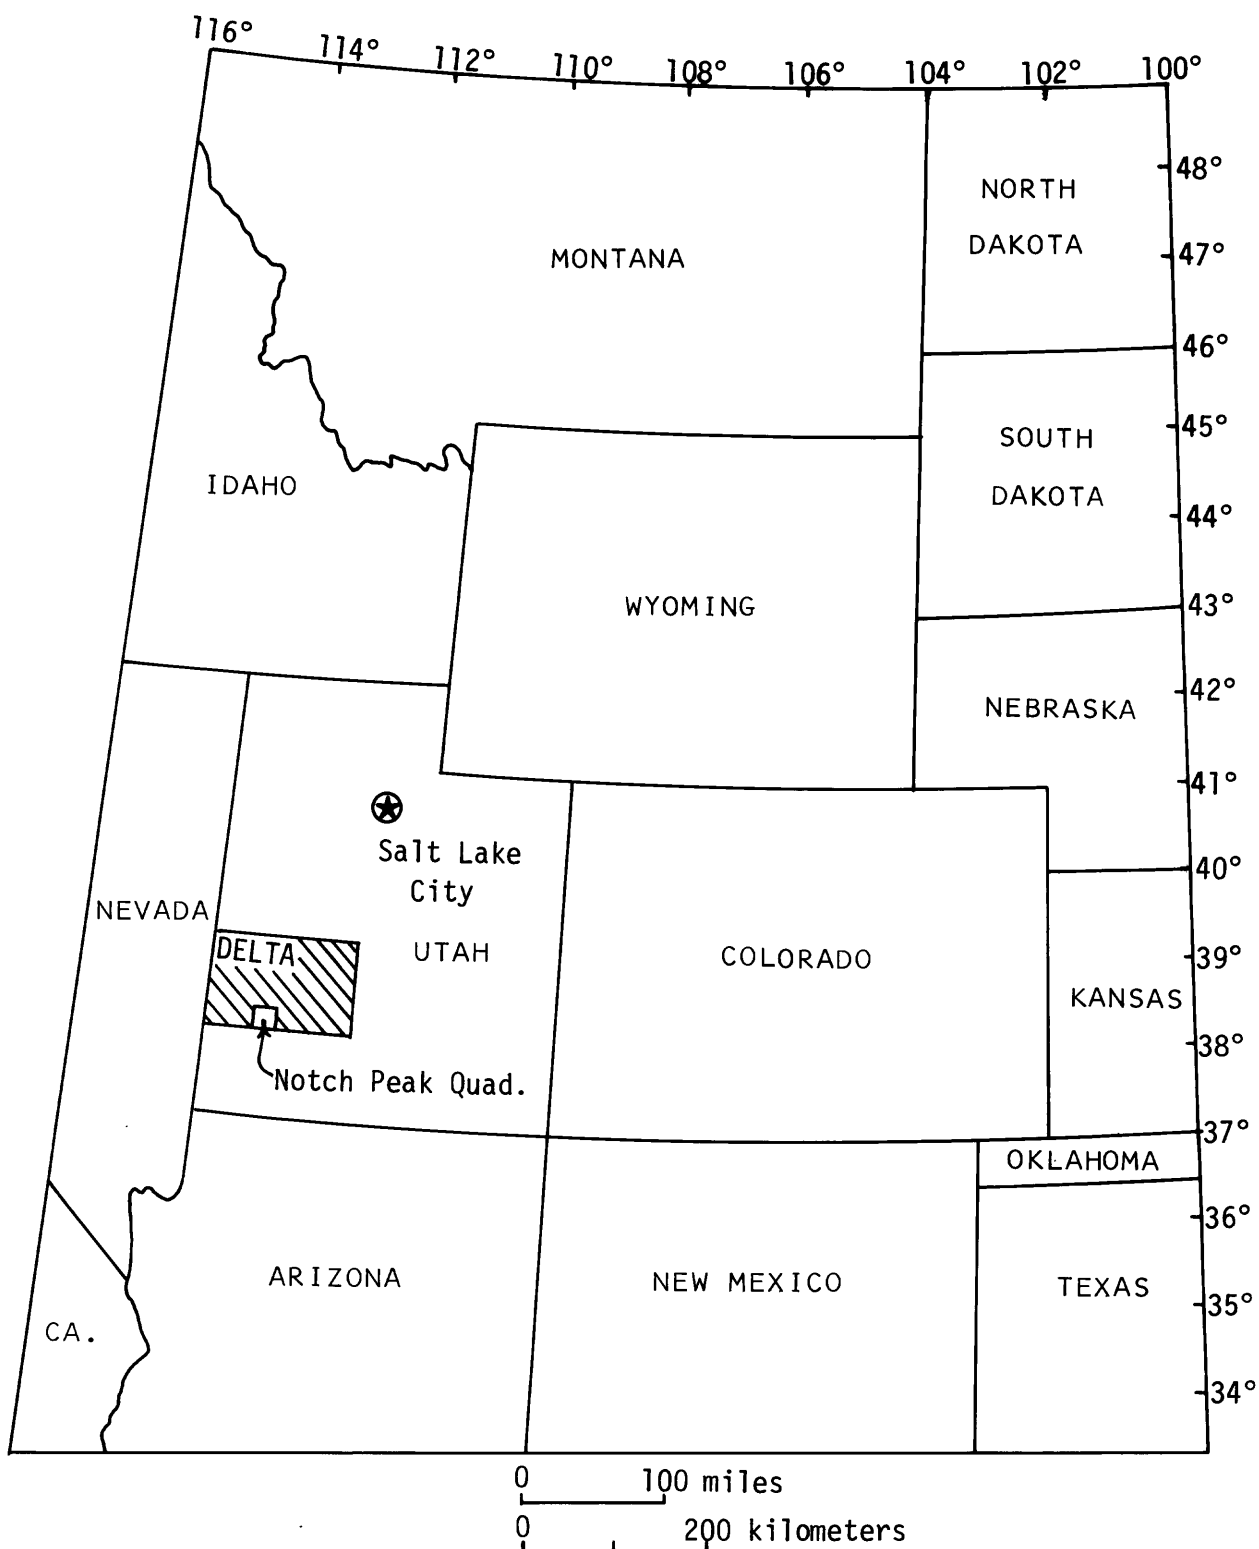 116°
114°
112°
110°
108°
106°
104°
102°
100°
48°
NORTH
DAKOTA
47°
MONTANA
46°
45°
SOUTH
DAKOTA
IDAHO
44°
WYOMING
43°
42°
NEBRASKA
41°
Salt Lake
City
40°
NEVADA
DELTA
UTAH
COLORADO
39°
KANSAS
38°
Notch Peak Quad.
37°
OKLAHOMA
36°
ARIZONA
NEW MEXICO
TEXAS
35°
CA.
34°
0 100 miles
0 200 kilometers